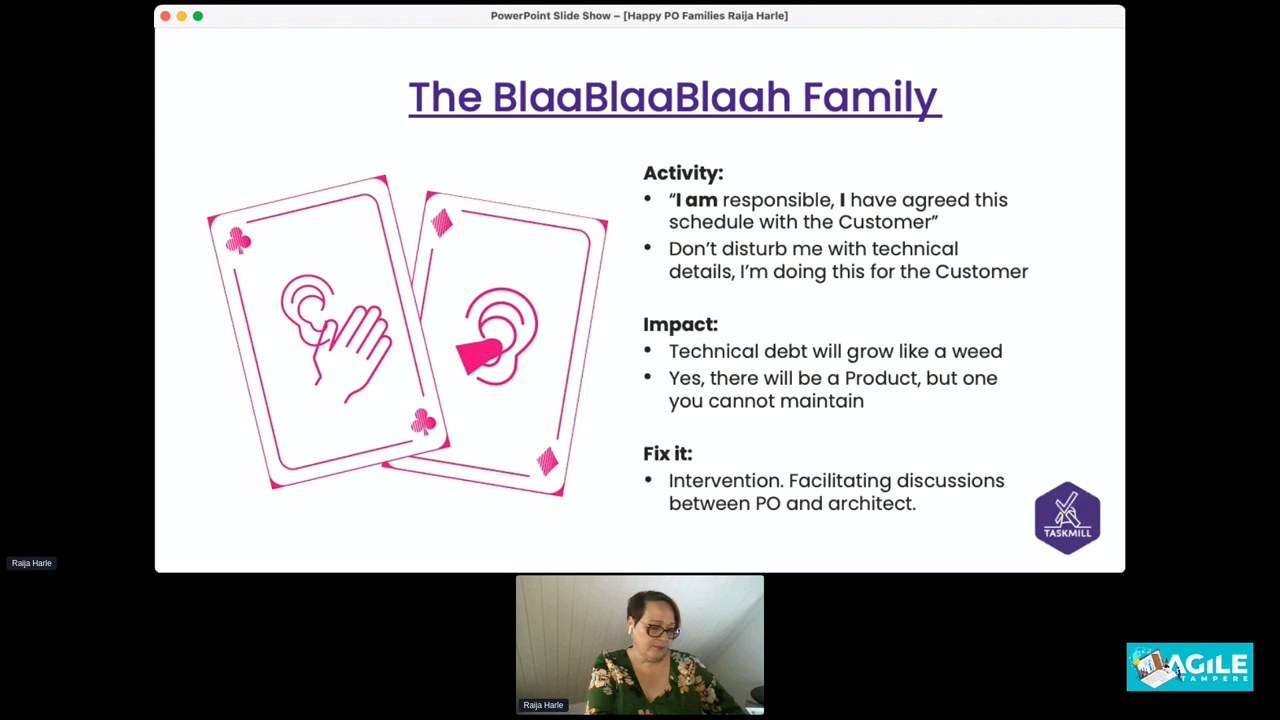 PowerPoint Slide Show – [Happy PO Families Raija Harle]
The BlaaBlaaBlaah Family
Activity:
• “I am responsible, I have agreed this
schedule with the Customer”
• Don’t disturb me with technical
details, I’m doing this for the Customer
Impact:
• Technical debt will grow like a weed
• Yes, there will be a Product, but one
you cannot maintain
Fix it:
• Intervention. Facilitating discussions
between PO and architect.
TASKMILL
Raija Harle
Raija Harle
AGILE
TAMPERE